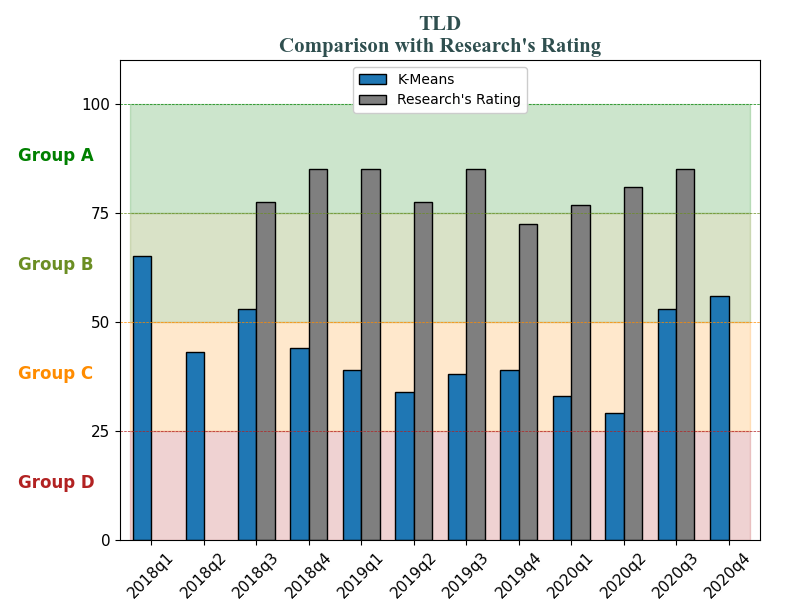 TLD
Comparison with Research's Rating
K-Means
Research's Rating
100
Group A
75
Group B
50
Group C
25
Group D
0
2018q1
2018q2
2018q3
2018q4
2019q1
2019q2
2019q3
2019q4
2020q1
2020q2
2020q3
2020q4